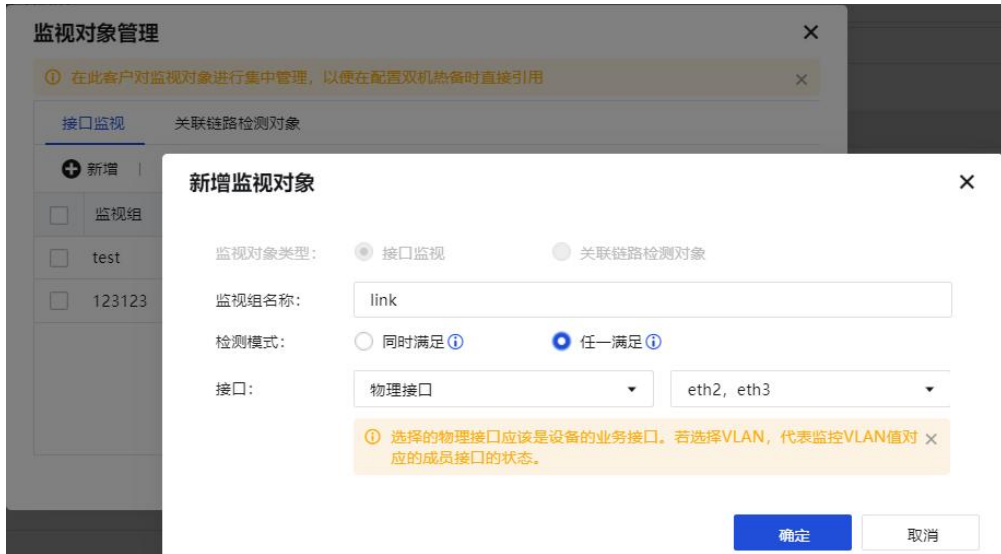 监视对象管理
在此客户对监视对象进行集中管理，以便在配置双机热备时直接引用
接口监视 关联链路检测对象
新增
监视组
test
123123
新增监视对象
监视对象类型： 接口监视 关联链路检测对象
监视组名称： link
检测模式： 同时满足 任一满足
接口： 物理接口 eth2，eth3
选择的物理接口应该是设备的业务接口。若选择VLAN，代表监控VLAN值对
应的成员接口的状态。
确定 取消